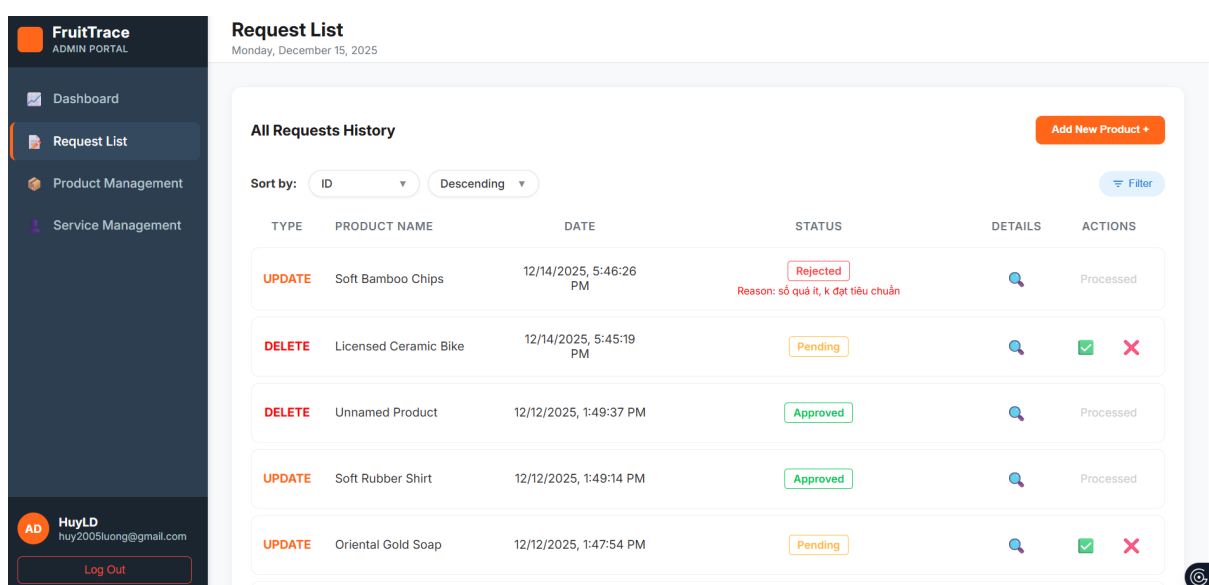 FruitTrace
ADMIN PORTAL
Dashboard
Request List
Product Management
Service Management
AD
HuyLD
huy2005luong@gmail.com
Log Out
Request List
Monday, December 15, 2025
All Requests History
Add New Product +
Sort by: ID ▼ Descending ▼
Filter
TYPE PRODUCT NAME DATE STATUS DETAILS ACTIONS
UPDATE Soft Bamboo Chips 12/14/2025, 5:46:26 PM Rejected Processed
Reason: số quá ít, k đạt tiêu chuẩn
DELETE Licensed Ceramic Bike 12/14/2025, 5:45:19 PM Pending
DELETE Unnamed Product 12/12/2025, 1:49:37 PM Approved Processed
UPDATE Soft Rubber Shirt 12/12/2025, 1:49:14 PM Approved Processed
UPDATE Oriental Gold Soap 12/12/2025, 1:47:54 PM Pending